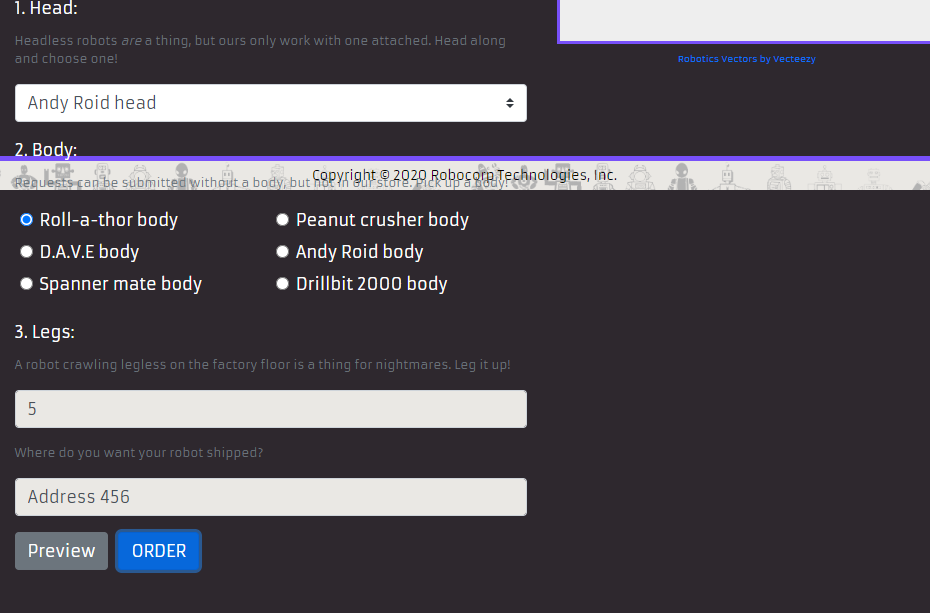 1. Head:
Headless robots are a thing, but ours only work with one attached. Head along
and choose one!
Robotics Vectors by Vecteezy
Andy Roid head
2. Body:
Copyright © 2020 Robocorp Technologies, Inc.
Requests can be submitted without a body, but not in our store. Pick up a body!
Roll-a-thor body
Peanut crusher body
D.A.V.E body
Andy Roid body
Spanner mate body
Drillbit 2000 body
3. Legs:
A robot crawling legless on the factory floor is a thing for nightmares. Leg it up!
5
Where do you want your robot shipped?
Address 456
Preview
ORDER